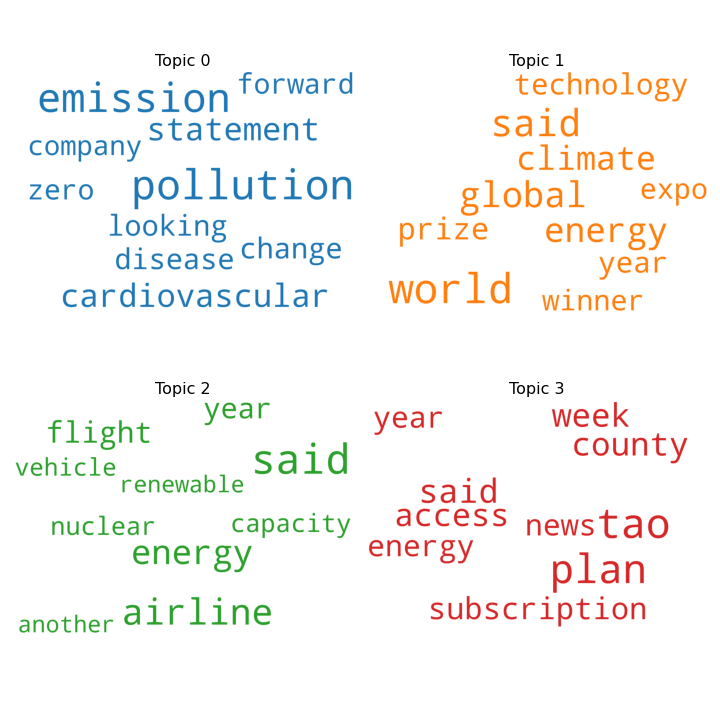 Topic 0
forward
emission
statement
company
pollution
zero
looking
change
disease
cardiovascular
Topic 1
technology
said
climate
expo
global
prize
energy
year
world
winner
Topic 2
year
flight
said
vehicle
renewable
nuclear
capacity
energy
airline
another
Topic 3
year
week
county
said
access
news tao
energy
plan
subscription